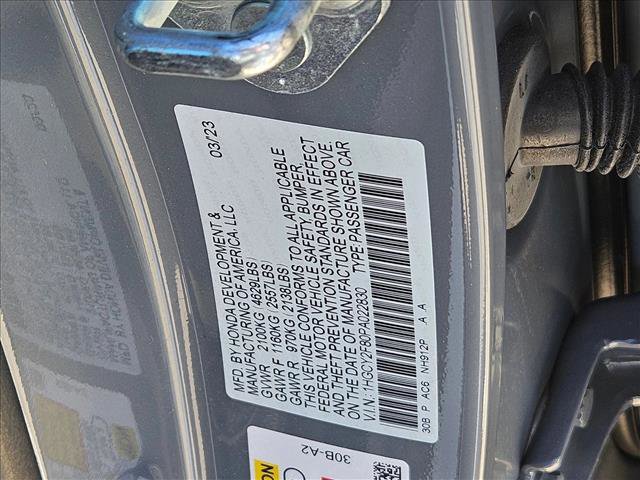 MFD. BY HONDA DEVELOPMENT & 03/23
MANUFACTURING OF AMERICA, LLC
GVWR 2100KG 4629LBS
GAWR F 1160KG 2557LBS
GAWR R 970KG 2138LBS
THIS VEHICLE CONFORMS TO ALL APPLICABLE
FEDERAL MOTOR VEHICLE SAFETY, BUMPER,
AND THEFT PREVENTION STANDARDS IN EFFECT
ON THE DATE OF MANUFACTURE SHOWN ABOVE.
V.I.N.: 1HGCY2F80PA022830 TYPE: PASSENGER CAR
30B P AC6 NH912P A A
30B-A2